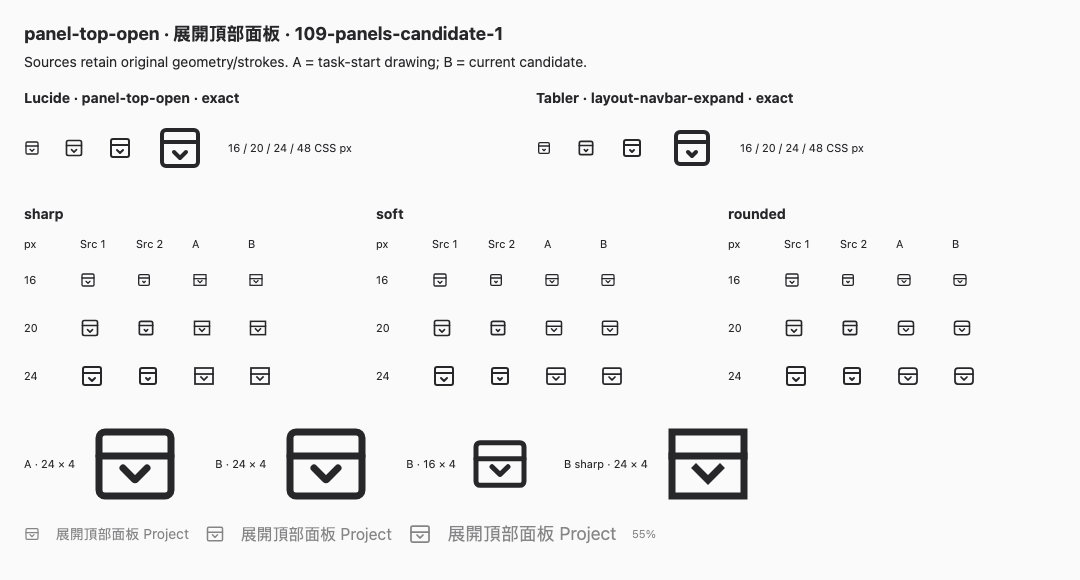 panel-top-open · 展開頂部面板 · 109-panels-candidate-1
Sources retain original geometry/strokes. A = task-start drawing; B = current candidate.
Lucide · panel-top-open · exact
16 / 20 / 24 / 48 CSS px
Tabler · layout-navbar-expand · exact
16 / 20 / 24 / 48 CSS px
sharp
px Src 1 Src 2 A B
16
20
24
soft
px Src 1 Src 2 A B
16
20
24
rounded
px Src 1 Src 2 A B
16
20
24
A · 24 × 4
B · 24 × 4
B · 16 × 4
B sharp · 24 × 4
展開頂部面板 Project
展開頂部面板 Project
展開頂部面板 Project
55%